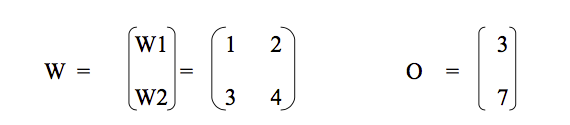 W1 1 2 3
W = = O =
W2 3 4 7